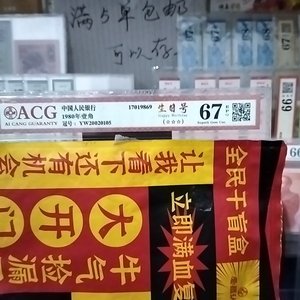 满5单包邮
可以存
ACG
AI CANG GUARANTY
中国人民银行
1980年壹角
冠号：YW20020105
17019869
生日号
Happy Birthday
(☆☆☆)
67
Superb Gem Unc
66
让我看下还有机会
全民开盲盒
大开门
立即满血复
牛气捡漏